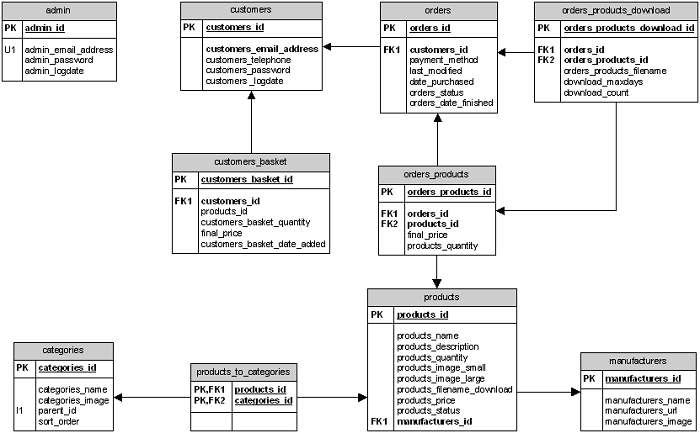 admin
PK admin_id
U1 admin_email_address
admin_password
admin_logdate
customers
PK customers_id
customers_email_address
customers_telephone
customers_password
customers _logdate
orders
PK orders_id
FK1 customers_id
payment_method
last_modified
date_purchased
orders_status
orders_date_finished
orders_products_download
PK orders_products_download_id
FK1 orders_id
FK2 orders_products_id
orders_products_filename
download_maxdays
download_count
customers_basket
PK customers_basket_id
FK1 customers_id
products_id
customers_basket_quantity
final_price
customers_basket_date_added
orders_products
PK orders_products_id
FK1 orders_id
FK2 products_id
final_price
products_quantity
products
PK products_id
products_name
products_description
products_quantity
products_image_small
products_image_large
products_filename_download
products_price
products_status
FK1 manufacturers_id
categories
PK categories_id
categories_name
categories_image
I1 parent_id
sort_order
products_to_categories
PK,FK1 products_id
PK,FK2 categories_id
manufacturers
PK manufacturers_id
manufacturers_name
manufacturers_url
manufacturers_image